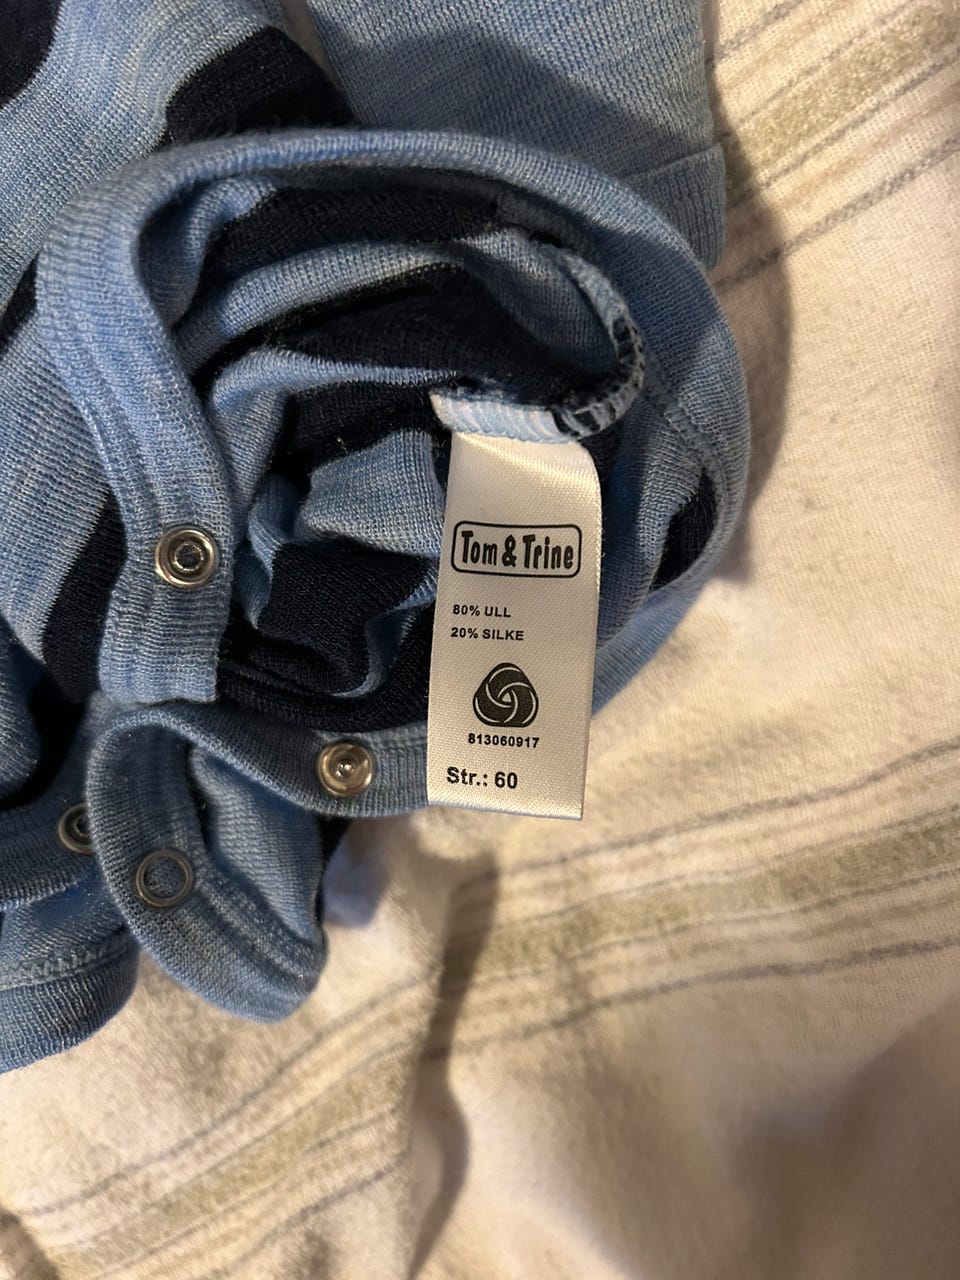 Tom & Trine
80% ULL
20% SILKE
813060917
Str.: 60